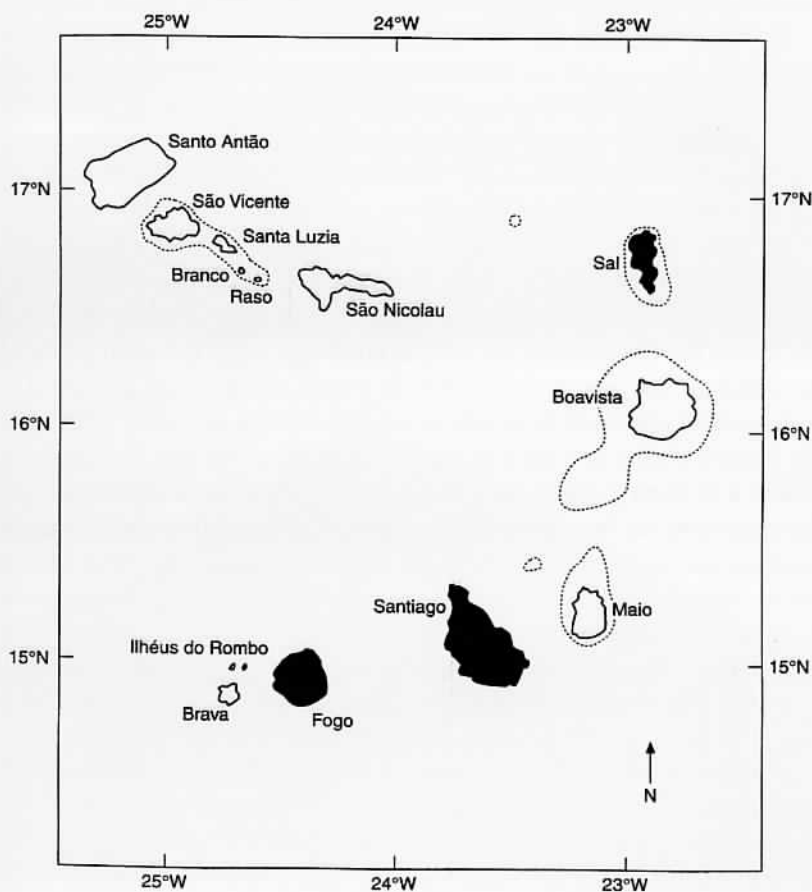 25°W 24°W 23°W
Santo Antão
17°N 17°N
São Vicente
Santa Luzia
Branco
Raso
São Nicolau
Sal
Boavista
16°N 16°N
Santiago
Maio
Ilhéus do Rombo
15°N 15°N
Brava
Fogo
N
25°W 24°W 23°W